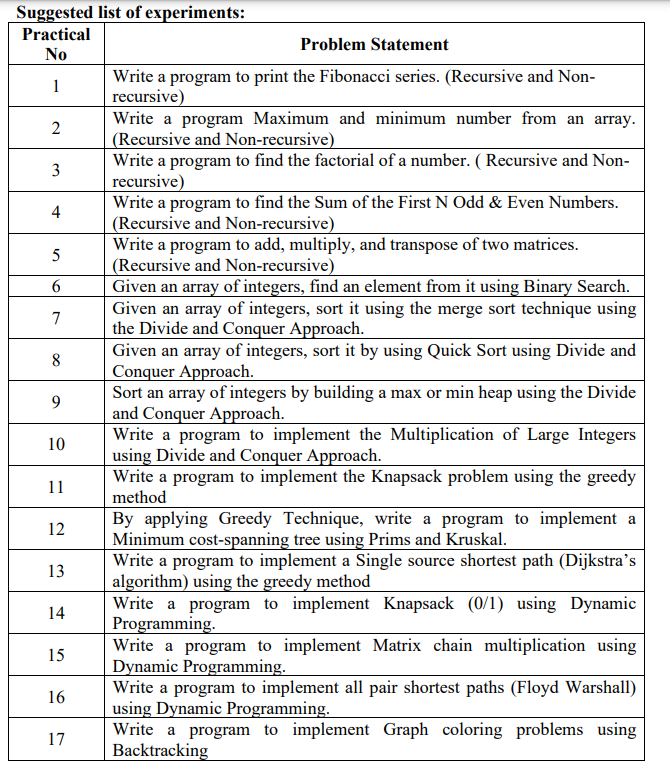 Suggested list of experiments:
Practical
No
Problem Statement
1
Write a program to print the Fibonacci series. (Recursive and Non-
recursive)
2
Write a program Maximum and minimum number from an array.
(Recursive and Non-recursive)
3
Write a program to find the factorial of a number. ( Recursive and Non-
recursive)
4
Write a program to find the Sum of the First N Odd & Even Numbers.
(Recursive and Non-recursive)
5
Write a program to add, multiply, and transpose of two matrices.
(Recursive and Non-recursive)
6
Given an array of integers, find an element from it using Binary Search.
7
Given an array of integers, sort it using the merge sort technique using
the Divide and Conquer Approach.
8
Given an array of integers, sort it by using Quick Sort using Divide and
Conquer Approach.
9
Sort an array of integers by building a max or min heap using the Divide
and Conquer Approach.
10
Write a program to implement the Multiplication of Large Integers
using Divide and Conquer Approach.
11
Write a program to implement the Knapsack problem using the greedy
method
12
By applying Greedy Technique, write a program to implement a
Minimum cost-spanning tree using Prims and Kruskal.
13
Write a program to implement a Single source shortest path (Dijkstra’s
algorithm) using the greedy method
14
Write a program to implement Knapsack (0/1) using Dynamic
Programming.
15
Write a program to implement Matrix chain multiplication using
Dynamic Programming.
16
Write a program to implement all pair shortest paths (Floyd Warshall)
using Dynamic Programming.
17
Write a program to implement Graph coloring problems using
Backtracking